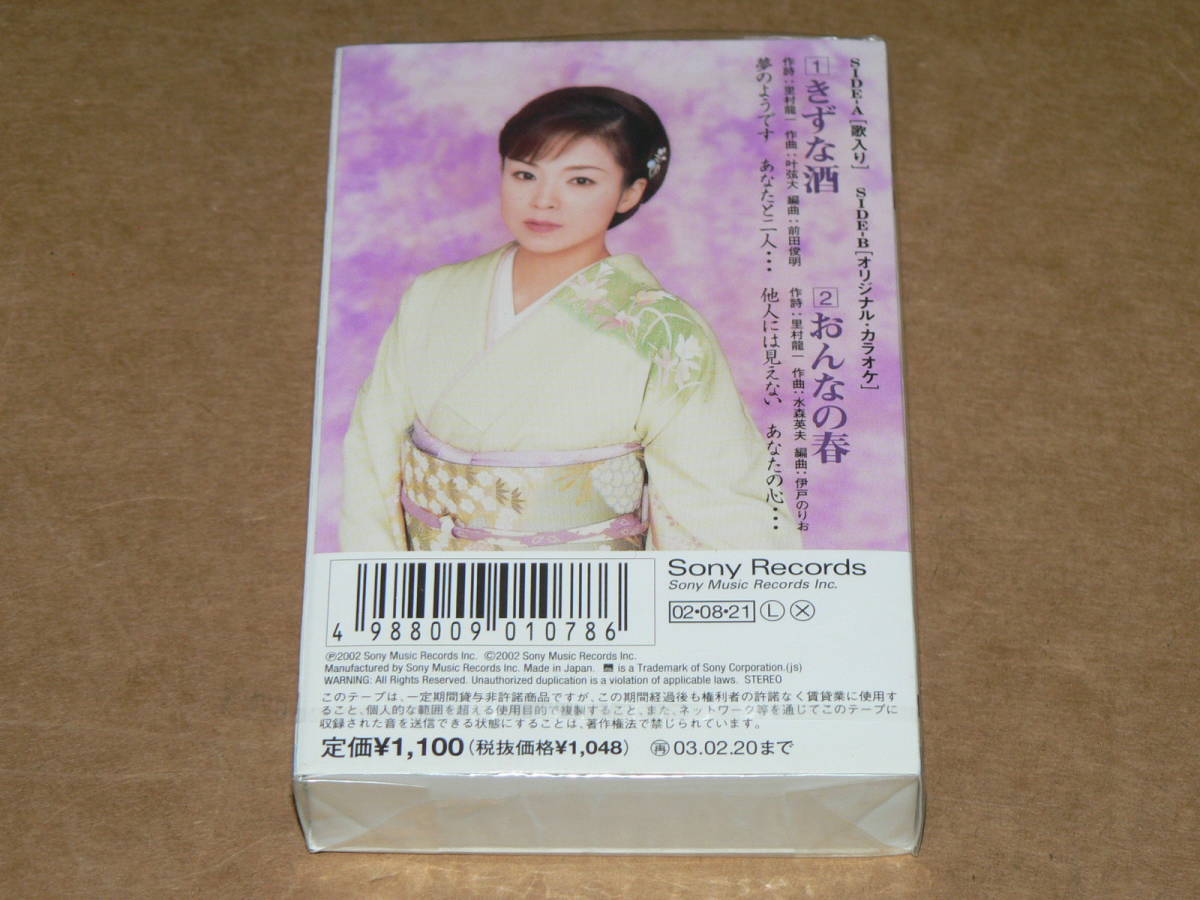 SIDE-A [歌入り] SIDE-B [オリジナル・カラオケ]
1 きずな酒
作詩：里村龍一 作曲：叶弦大 編曲：前田俊明
2 おんなの春
作詩：里村龍一 作曲：水森英夫 編曲：伊戸のりお
夢のようです あなたと二人・・・ 他人には見えない あなたの心・・・
Sony Records
Sony Music Records Inc.
02・08・21 L X
4 988009 010786
Ⓟ2002 Sony Music Records Inc. Ⓒ2002 Sony Music Records Inc.
Manufactured by Sony Music Records Inc. Made in Japan. is a Trademark of Sony Corporation.(js)
WARNING: All Rights Reserved. Unauthorized duplication is a violation of applicable laws. STEREO
このテープは、一定期間貸与非許諾商品ですが、この期間経過後も権利者の許諾なく賃貸業に使用す
ること、個人的な範囲を超える使用目的で複製すること、また、ネットワーク等を通じてこのテープに
収録された音を送信できる状態にすることは、著作権法で禁じられています。
定価¥1,100(税抜価格¥1,048) 再03.02.20まで